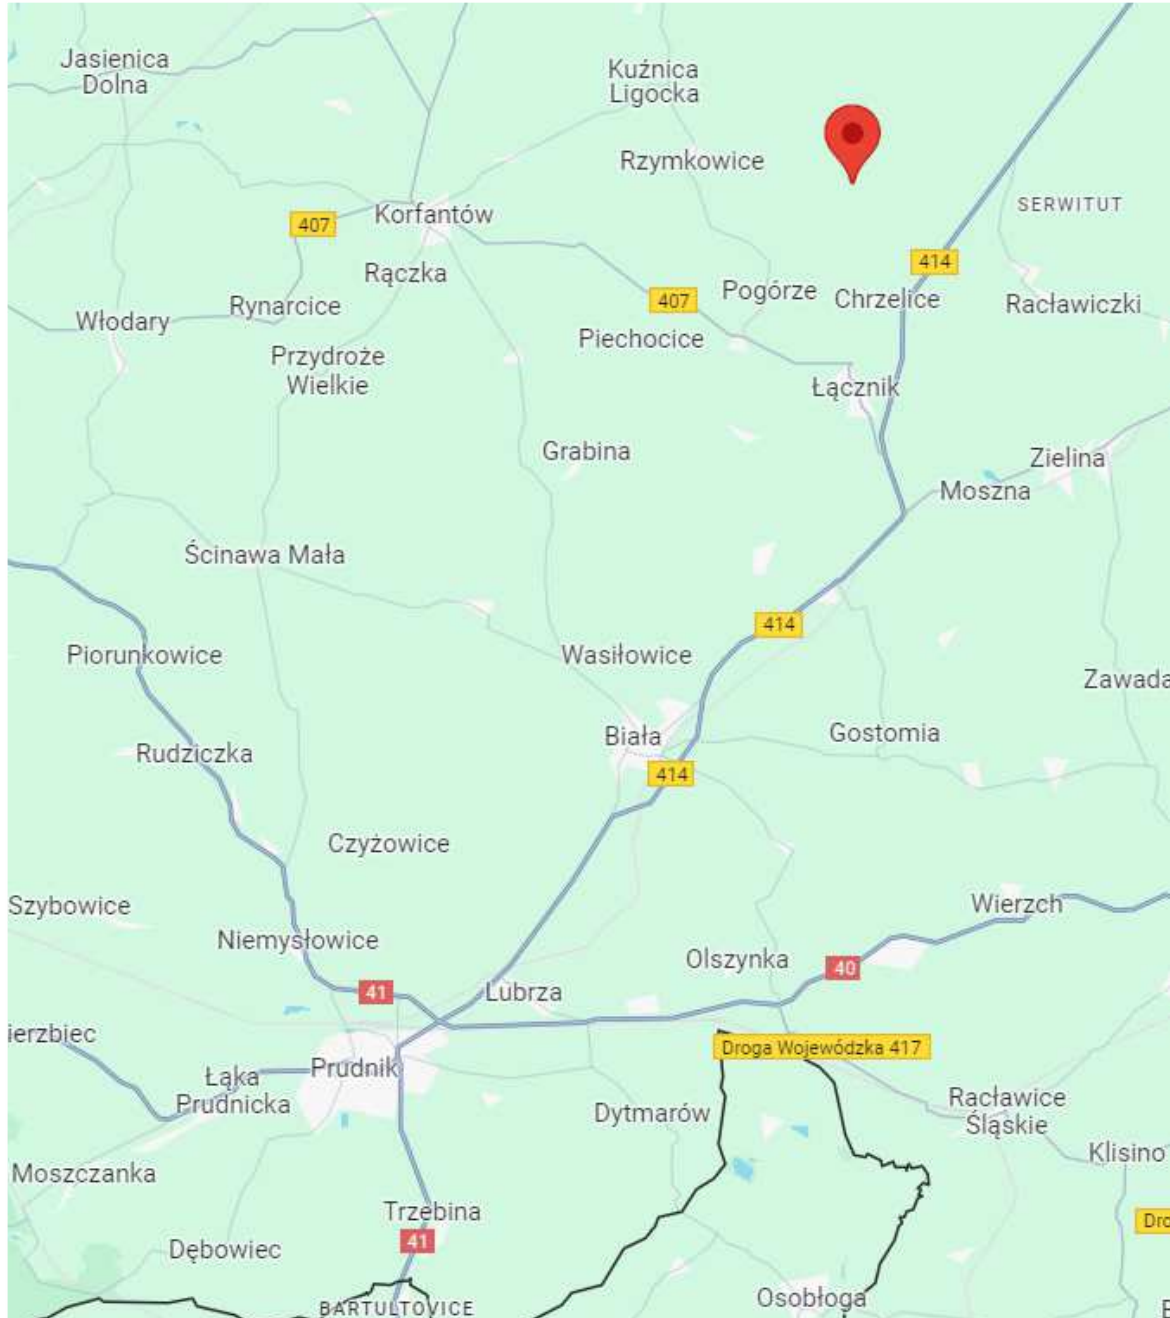 Jasienica
Dolna
Kuźnica
Ligocka
Rzymkowice
SERWITUT
Korfantów
407
414
Rączka
407
Pogórze
Chrzelice
Racławiczki
Rynarcice
Włodary
Piechocice
Przydroże
Wielkie
Łącznik
Grabina
Zielina
Moszna
Ścinawa Mała
414
Piorunkowice
Wasiłowice
Zawada
Biała
Gostomia
Rudziczka
414
Czyżowice
Szybowice
Wierzch
Niemysłowice
Olszynka
40
41
Lubrza
ierzbiec
Droga Wojewódzka 417
Prudnik
Łąka
Prudnicka
Racławice
Śląskie
Dytmarów
Klisino
Moszczanka
Trzebina
Dro
41
Dębowiec
Osobłoga
BARTULTOVICE